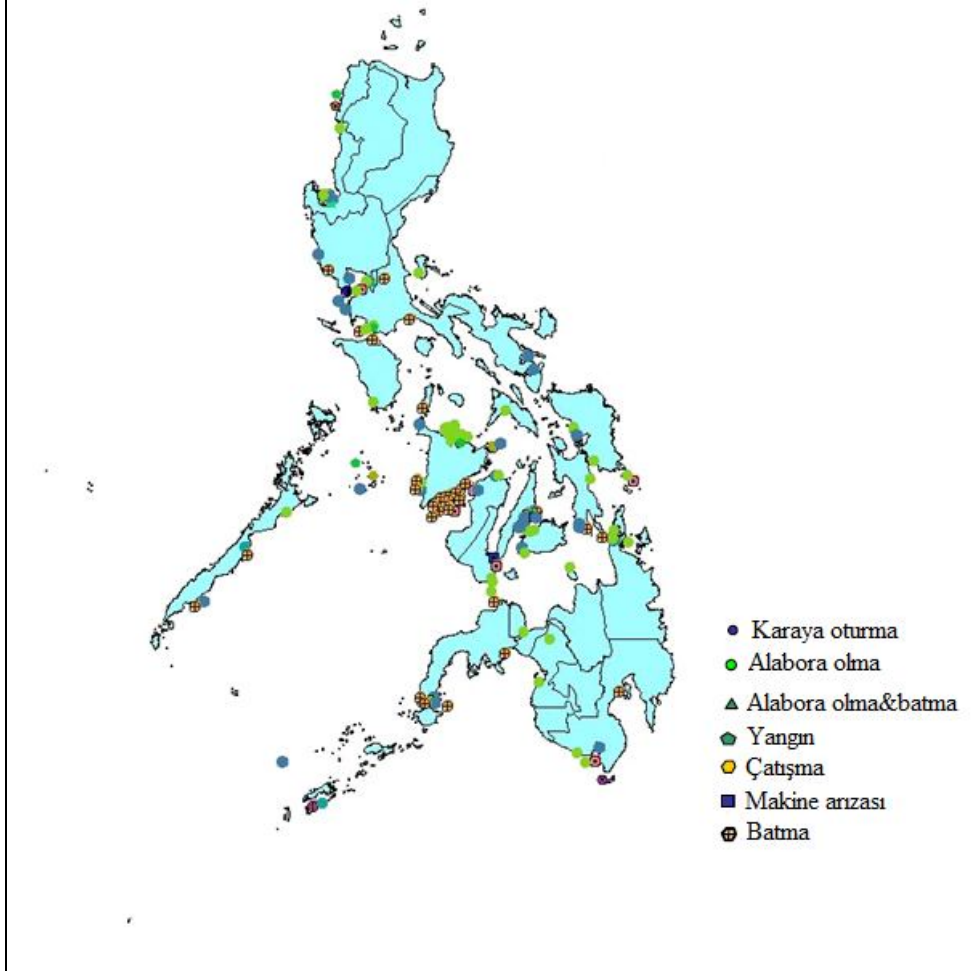 Karaya oturma
Alabora olma
Alabora olma&batma
Yangın
Çatışma
Makine arızası
Batma